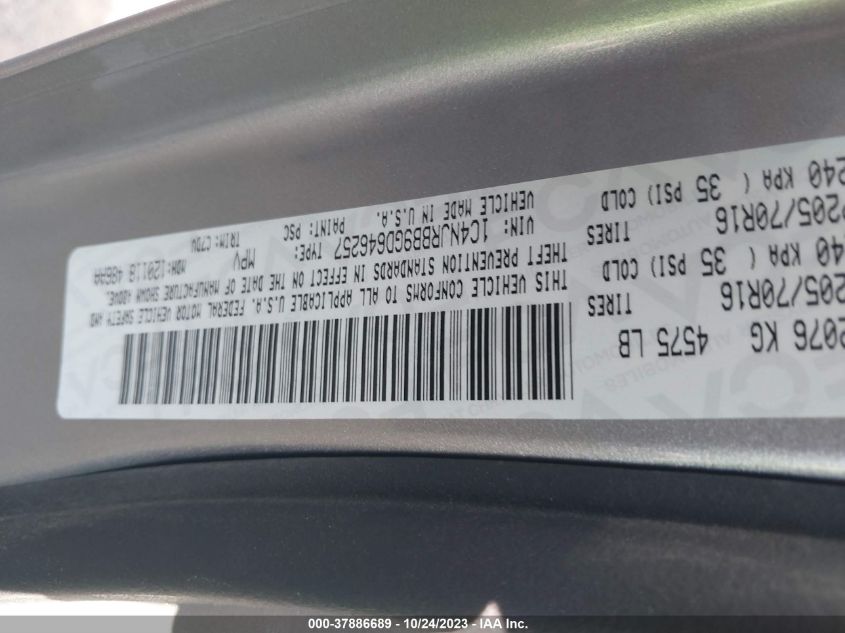 2076 KG 4575 LB
205/70R16 TIRES
240 KPA ( 35 PSI) COLD
P205/70R16 TIRES
240 KPA ( 35 PSI) COLD
THIS VEHICLE CONFORMS TO ALL APPLICABLE U.S.A. FEDERAL MOTOR VEHICLE SAFETY AND
THEFT PREVENTION STANDARDS IN EFFECT ON THE DATE OF MANUFACTURE SHOWN ABOVE.
VIN: 1C4NJRBB9GD646257 TYPE: MPV MDH:120118 486AA
VEHICLE MADE IN U.S.A. PAINT: PSC TRIM: C7DV
000-37886689 - 10/24/2023 - IAA Inc.